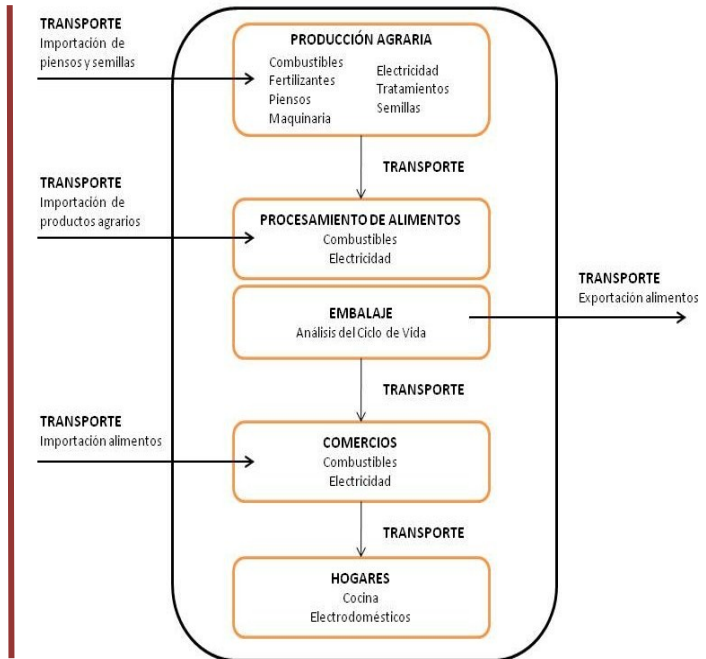 TRANSPORTE
Importación de
piensos y semillas
PRODUCCIÓN AGRARIA
Combustibles
Fertilizantes
Piensos
Maquinaria
Electricidad
Tratamientos
Semillas
TRANSPORTE
TRANSPORTE
Importación de
productos agrarios
PROCESAMIENTO DE ALIMENTOS
Combustibles
Electricidad
EMBALAJE
Análisis del Ciclo de Vida
TRANSPORTE
Exportación alimentos
TRANSPORTE
TRANSPORTE
Importación alimentos
COMERCIOS
Combustibles
Electricidad
TRANSPORTE
HOGARES
Cocina
Electrodomésticos